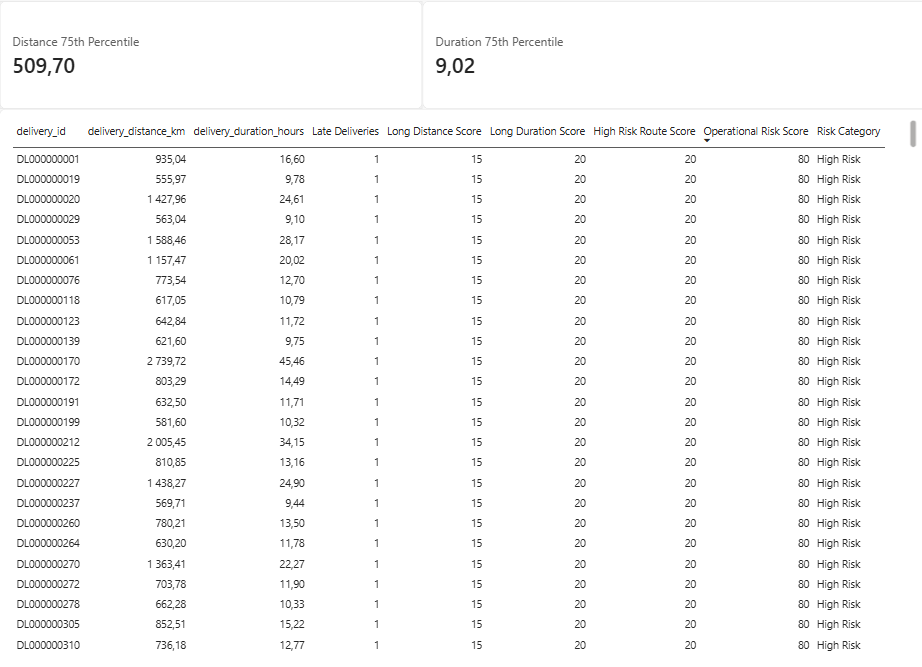 Distance 75th Percentile Duration 75th Percentile
509,70 9,02
delivery_id delivery_distance_km delivery_duration_hours Late Deliveries Long Distance Score Long Duration Score High Risk Route Score Operational Risk Score Risk Category
DL000000001 935,04 16,60 1 15 20 20 80 High Risk
DL000000019 555,97 9,78 1 15 20 20 80 High Risk
DL000000020 1 427,96 24,61 1 15 20 20 80 High Risk
DL000000029 563,04 9,10 1 15 20 20 80 High Risk
DL000000053 1 588,46 28,17 1 15 20 20 80 High Risk
DL000000061 1 157,47 20,02 1 15 20 20 80 High Risk
DL000000076 773,54 12,70 1 15 20 20 80 High Risk
DL000000118 617,05 10,79 1 15 20 20 80 High Risk
DL000000123 642,84 11,72 1 15 20 20 80 High Risk
DL000000139 621,60 9,75 1 15 20 20 80 High Risk
DL000000170 2 739,72 45,46 1 15 20 20 80 High Risk
DL000000172 803,29 14,49 1 15 20 20 80 High Risk
DL000000191 632,50 11,71 1 15 20 20 80 High Risk
DL000000199 581,60 10,32 1 15 20 20 80 High Risk
DL000000212 2 005,45 34,15 1 15 20 20 80 High Risk
DL000000225 810,85 13,16 1 15 20 20 80 High Risk
DL000000227 1 438,27 24,90 1 15 20 20 80 High Risk
DL000000237 569,71 9,44 1 15 20 20 80 High Risk
DL000000260 780,21 13,50 1 15 20 20 80 High Risk
DL000000264 630,20 11,78 1 15 20 20 80 High Risk
DL000000270 1 363,41 22,27 1 15 20 20 80 High Risk
DL000000272 703,78 11,90 1 15 20 20 80 High Risk
DL000000278 662,28 10,33 1 15 20 20 80 High Risk
DL000000305 852,51 15,22 1 15 20 20 80 High Risk
DL000000310 736,18 12,77 1 15 20 20 80 High Risk